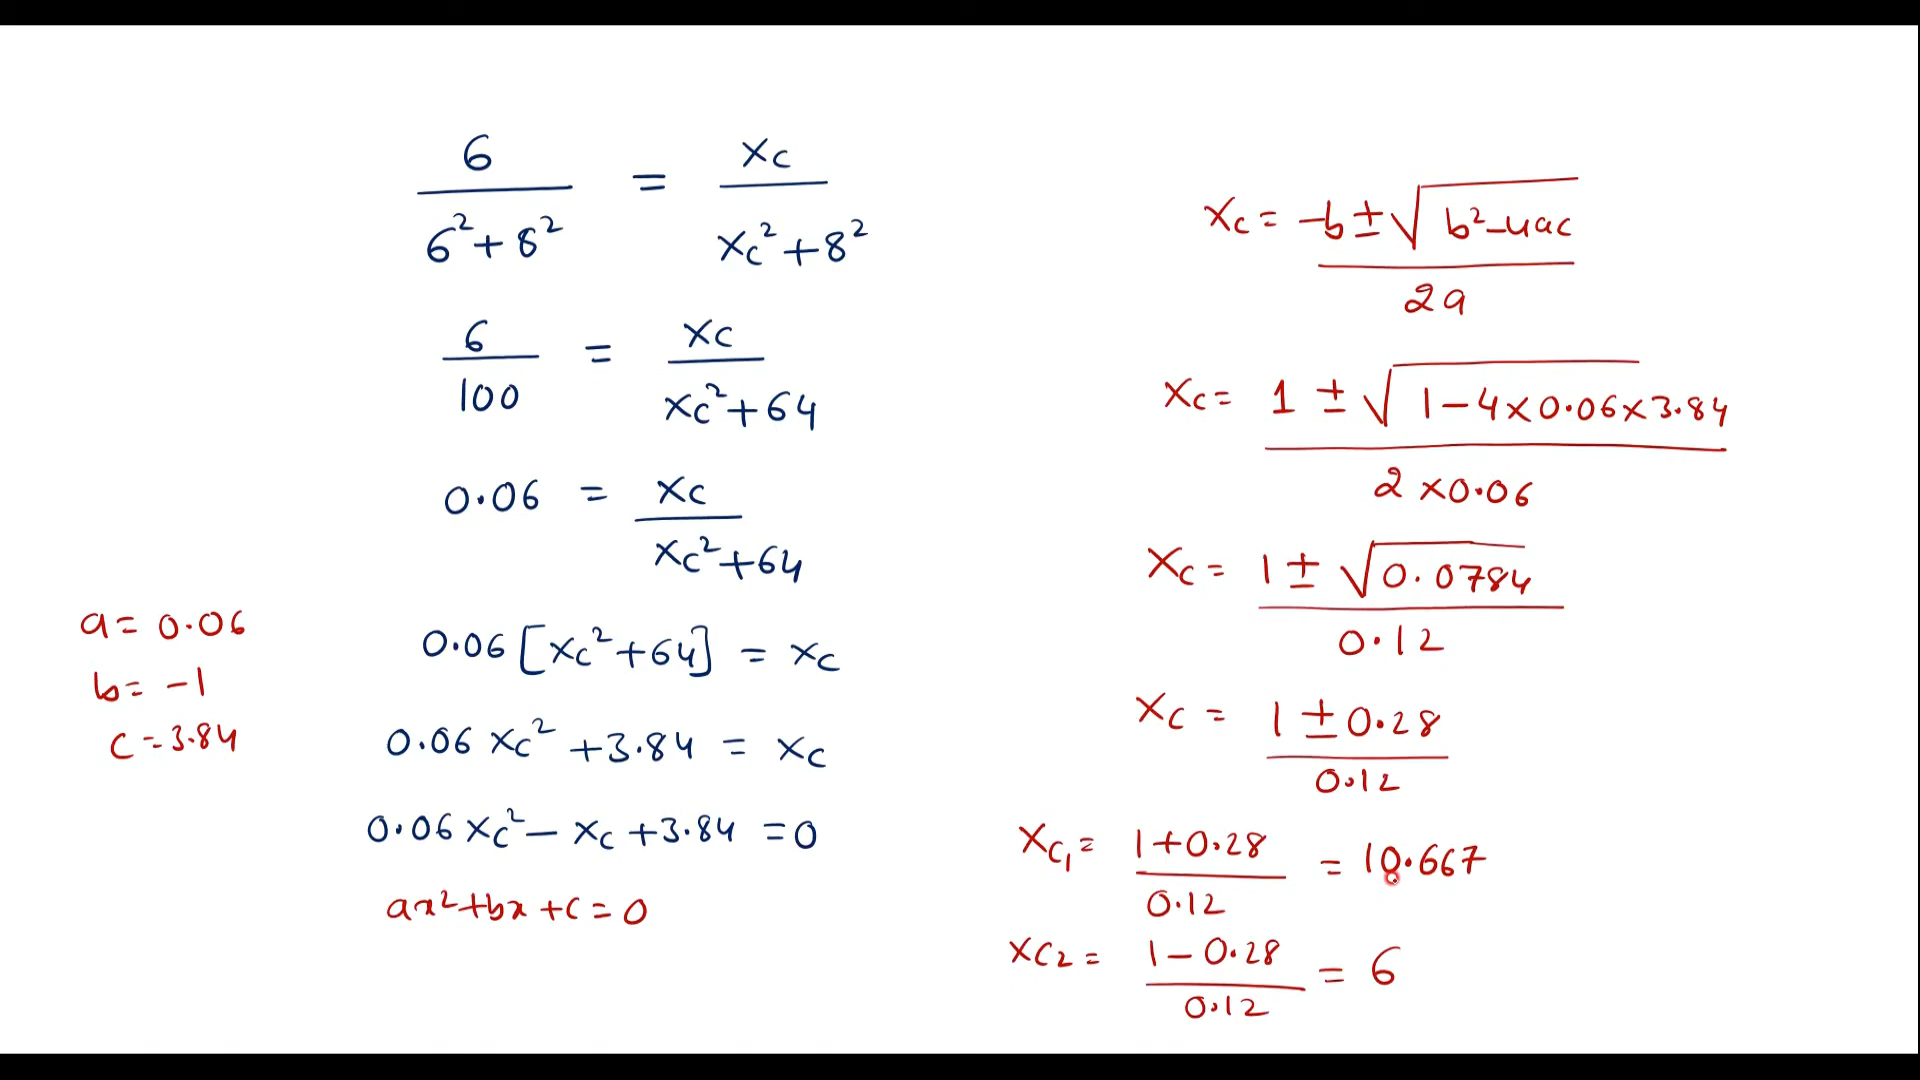 6 / (6² + 8²) = Xc / (Xc² + 8²)
6 / 100 = Xc / (Xc² + 64)
0.06 = Xc / (Xc² + 64)
0.06 [Xc² + 64] = Xc
0.06 Xc² + 3.84 = Xc
0.06 Xc² – Xc + 3.84 = 0
ax² + bx + c = 0
a = 0.06
b = -1
c = 3.84
Xc = (-b ± √(b² - 4ac)) / 2a
Xc = (1 ± √(1 - 4 × 0.06 × 3.84)) / (2 × 0.06)
Xc = (1 ± √0.0784) / 0.12
Xc = (1 ± 0.28) / 0.12
Xc₁ = (1 + 0.28) / 0.12 = 10.667
Xc₂ = (1 - 0.28) / 0.12 = 6